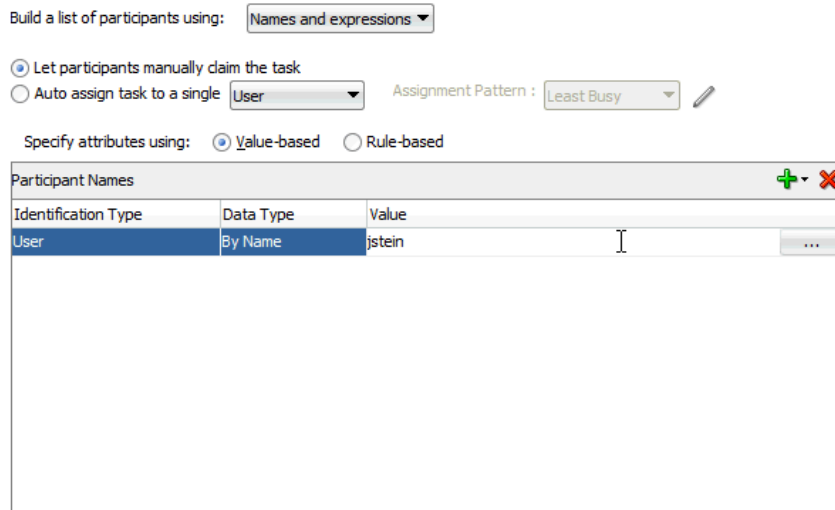 Build a list of participants using: Names and expressions
Let participants manually claim the task
Auto assign task to a single User Assignment Pattern : Least Busy
Specify attributes using: Value-based Rule-based
Participant Names
Identification Type Data Type Value
User By Name jstein ...